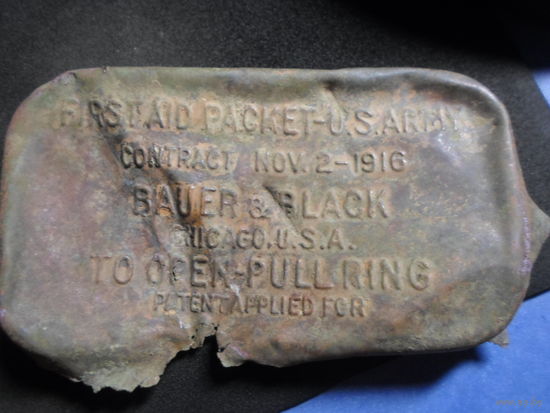 FIRST AID PACKET-U.S.ARMY
CONTRACT NOV. 2-1916
BAUER & BLACK
CHICAGO.U.S.A.
TO OPEN-PULL RING
PATENT APPLIED FOR